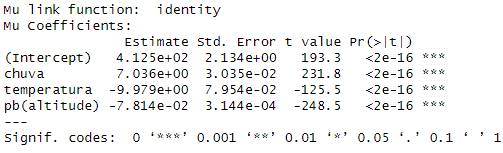 Mu link function:  identity
Mu Coefficients:
              Estimate Std. Error t value Pr(>|t|)
(Intercept)  4.125e+02  2.134e+00   193.3   <2e-16 ***
chuva        7.036e+00  3.035e-02   231.8   <2e-16 ***
temperatura -9.979e+00  7.954e-02  -125.5   <2e-16 ***
pb(altitude) -7.814e-02  3.144e-04  -248.5   <2e-16 ***
---
Signif. codes:  0 ‘***’ 0.001 ‘**’ 0.01 ‘*’ 0.05 ‘.’ 0.1 ‘ ’ 1